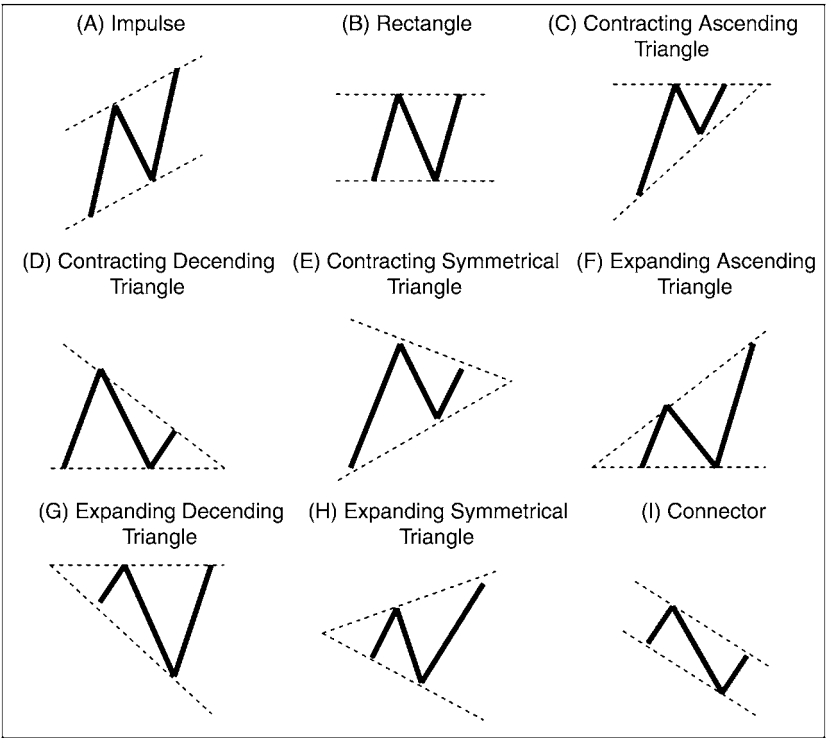 (A) Impulse
(B) Rectangle
(C) Contracting Ascending
Triangle
(D) Contracting Decending
Triangle
(E) Contracting Symmetrical
Triangle
(F) Expanding Ascending
Triangle
(G) Expanding Decending
Triangle
(H) Expanding Symmetrical
Triangle
(I) Connector